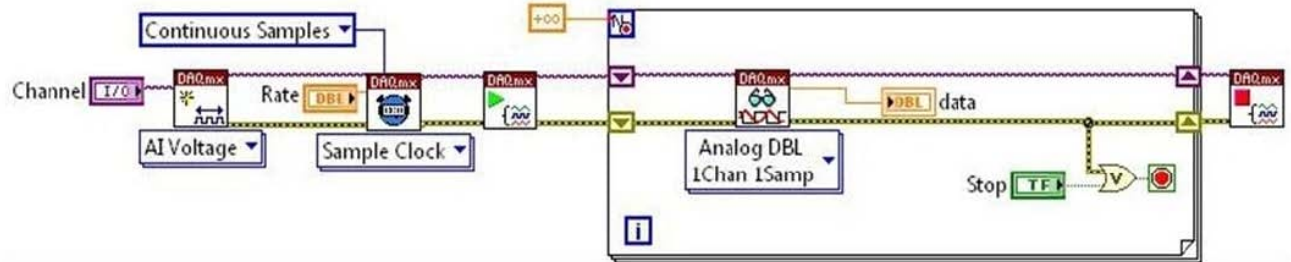 +∞
N
Continuous Samples
Channel
I/O
DAQmx
Rate
DBL
DAQmx
DAQmx
DAQmx
DBL
data
DAQmx
AI Voltage
Sample Clock
Analog DBL
1Chan 1Samp
Stop
TF
V
i